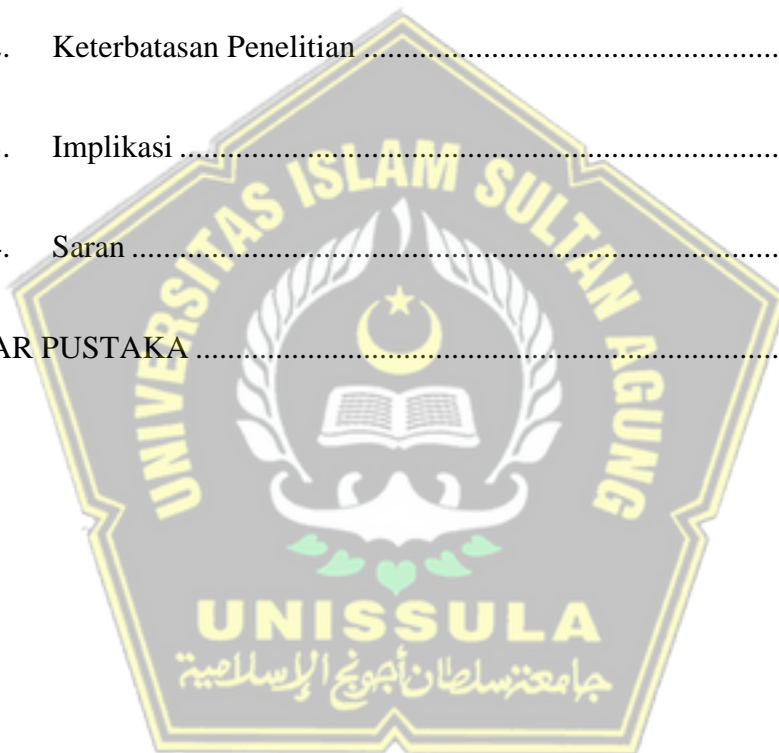 . Keterbatasan Penelitian ........................................................
. Implikasi ...............................................................................
. Saran .....................................................................................
AR PUSTAKA .............................................................................
UNIVERSITAS ISLAM SULTAN AGUNG
UNISSULA
جامعة سلطان أجونج الإسلامية